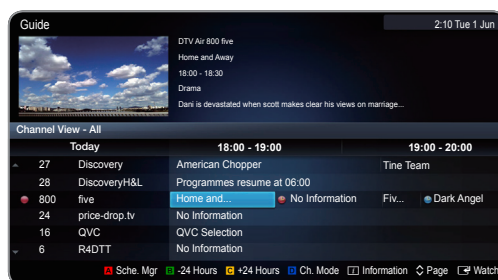 Guide
2:10 Tue 1 Jun
DTV Air 800 five
Home and Away
18:00 - 18:30
Drama
Dani is devastated when scott makes clear his views on marriage...
Channel View - All
Today 18:00 - 19:00 19:00 - 20:00
27 Discovery American Chopper Tine Team
28 DiscoveryH&L Programmes resume at 06:00
800 five Home and... No Information Fiv... Dark Angel
24 price-drop.tv No Information
16 QVC QVC Selection
6 R4DTT No Information
A Sche. Mgr B -24 Hours C +24 Hours D Ch. Mode i Information Page Watch